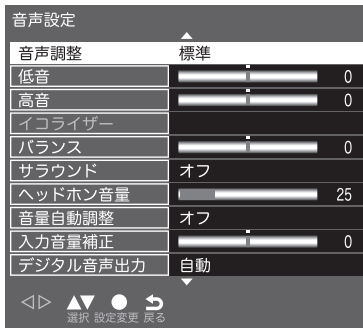 音声設定
音声調整 標準
低音 0
高音 0
イコライザー
バランス 0
サラウンド オフ
ヘッドホン音量 25
音量自動調整 オフ
入力音量補正 0
デジタル音声出力 自動
選択 設定変更 戻る